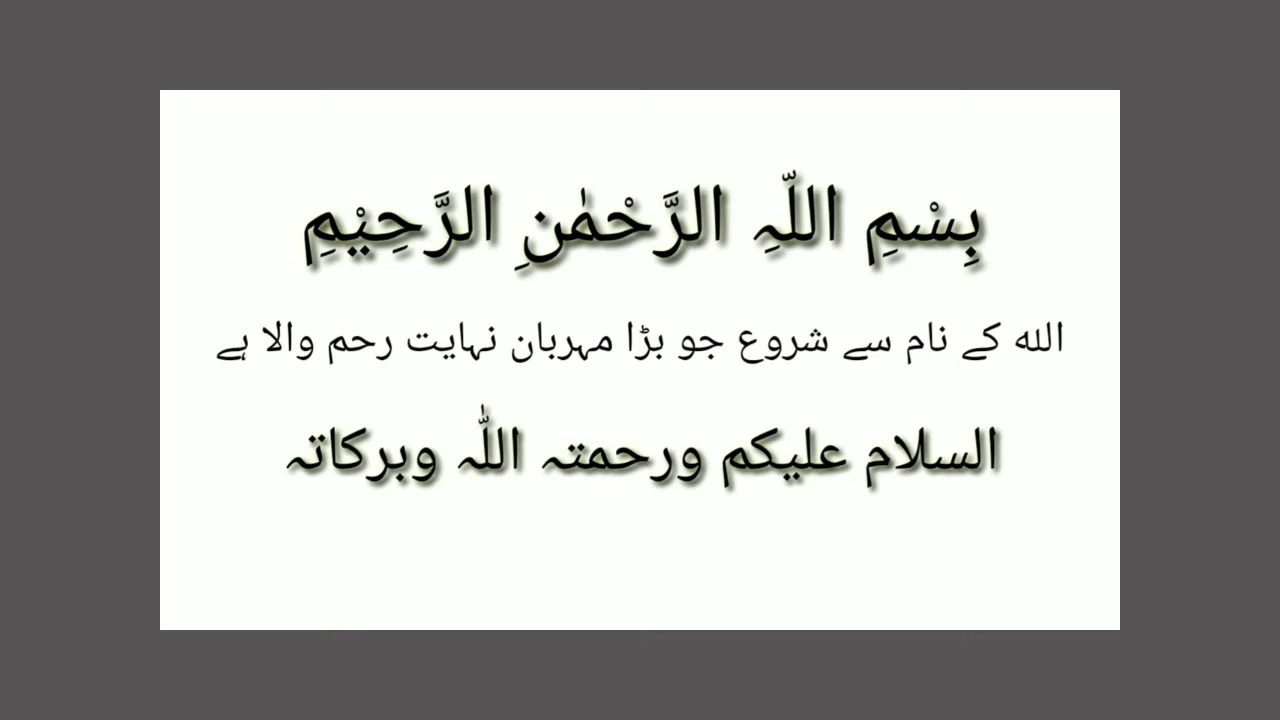 بِسْمِ اللّہِ الرَّحْمٰنِ الرَّحِیْمِ
اللہ کے نام سے شروع جو بڑا مہربان نہایت رحم والا ہے
السلام علیکم ورحمتہ اللّٰہ وبرکاتہ